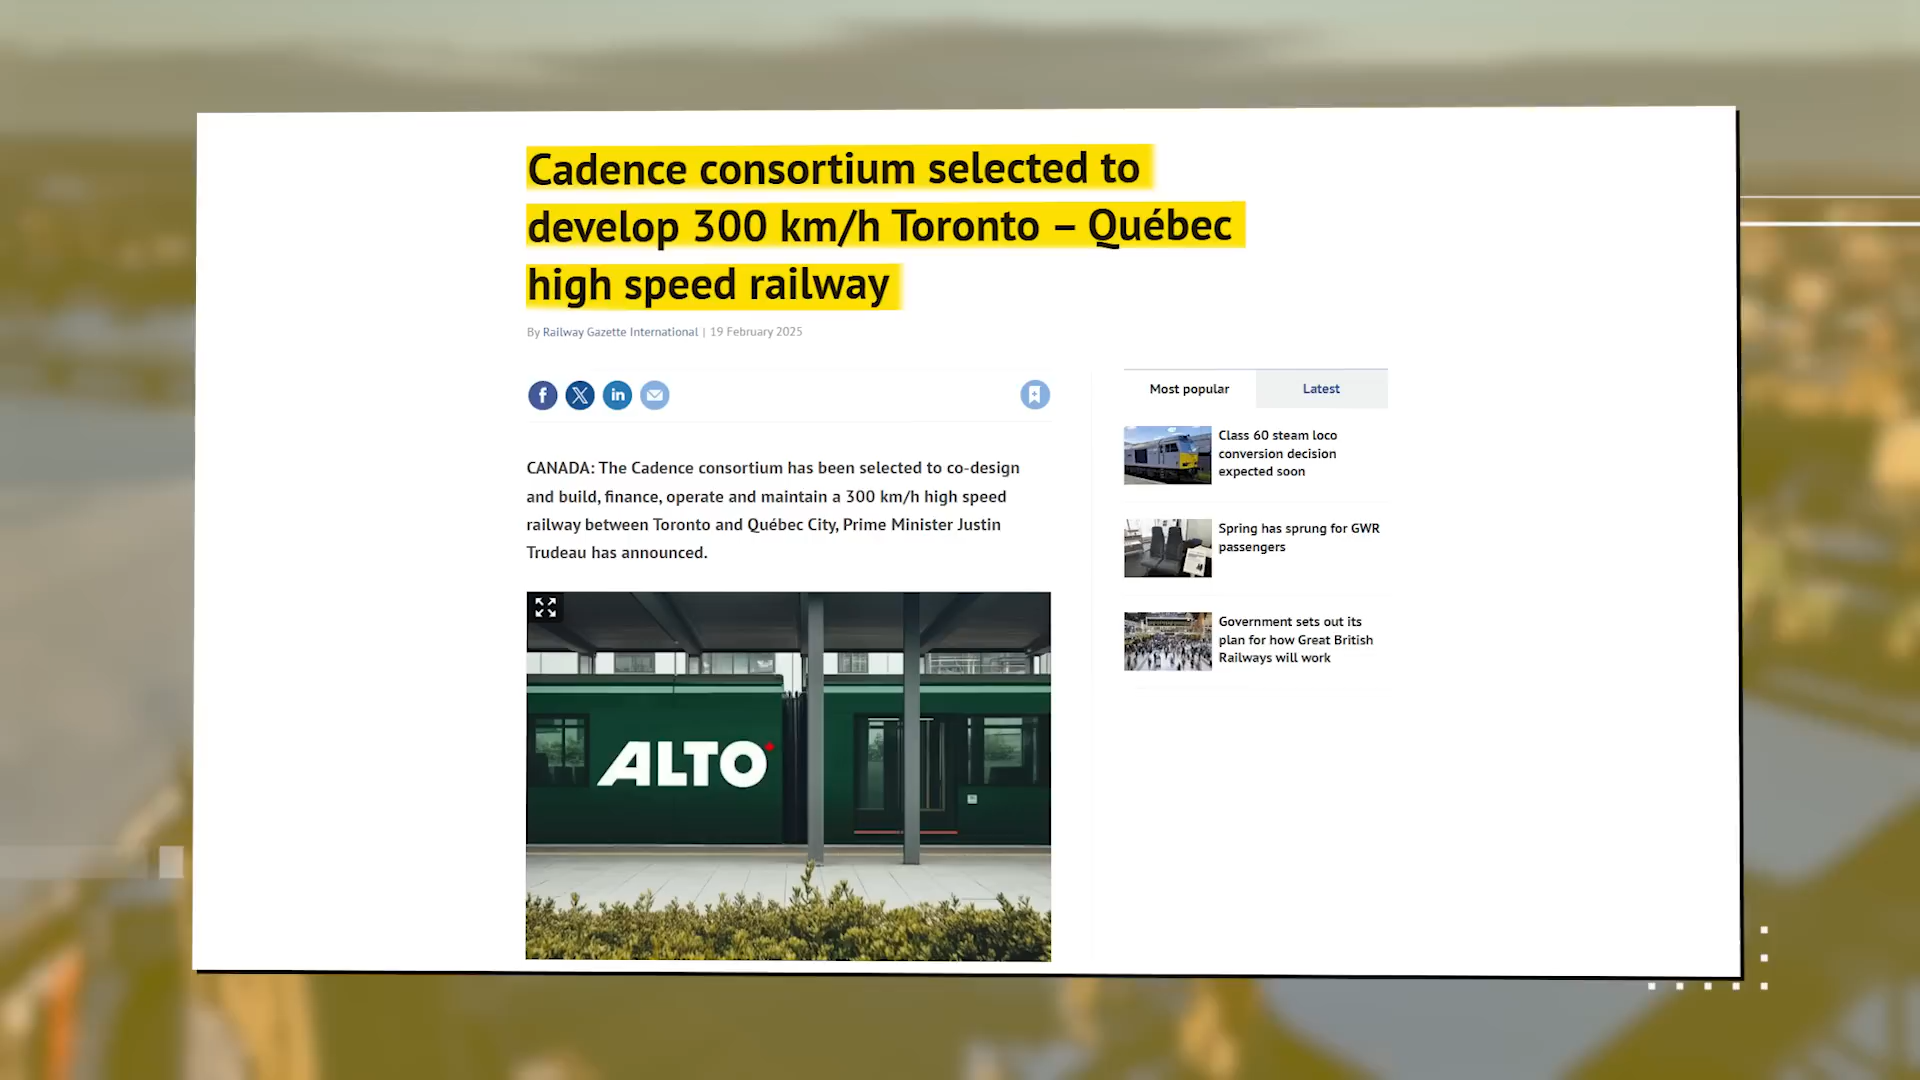 Cadence consortium selected to
develop 300 km/h Toronto – Québec
high speed railway
By Railway Gazette International | 19 February 2025
Most popular
Latest
Class 60 steam loco
conversion decision
expected soon
CANADA: The Cadence consortium has been selected to co-design
and build, finance, operate and maintain a 300 km/h high speed
railway between Toronto and Québec City, Prime Minister Justin
Trudeau has announced.
Spring has sprung for GWR
passengers
Government sets out its
plan for how Great British
Railways will work
ALTO